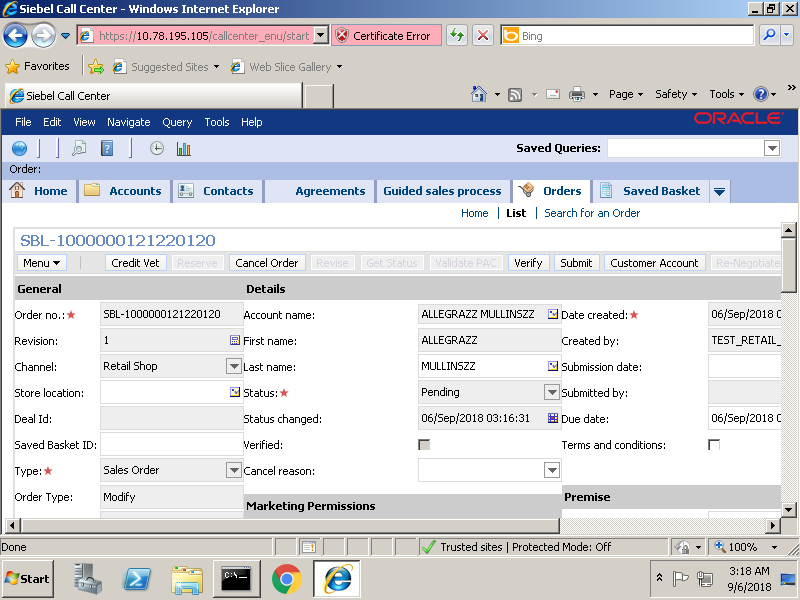 Siebel Call Center - Windows Internet Explorer
https://10.78.195.105/callcenter_enu/start Certificate Error Bing
Favorites Suggested Sites Web Slice Gallery
Siebel Call Center Page Safety Tools »
File Edit View Navigate Query Tools Help ORACLE
Saved Queries:
Order:
Home Accounts Contacts Agreements Guided sales process Orders Saved Basket
Home | List | Search for an Order
SBL-1000000121220120
Menu Credit Vet Reserve Cancel Order Revise Get Status Validate PAC Verify Submit Customer Account Re-Negotiate
General Details
Order no.:★ SBL-1000000121220120 Account name: ALLEGRAZZ MULLINSZZ Date created:★ 06/Sep/2018 0
Revision: 1 First name: ALLEGRAZZ Created by: TEST_RETAIL_
Channel: Retail Shop Last name: MULLINSZZ Submission date:
Store location: Status:★ Pending Submitted by:
Deal Id: Status changed: 06/Sep/2018 03:16:31 Due date: 06/Sep/2018 0
Saved Basket ID: Verified: Terms and conditions:
Type:★ Sales Order Cancel reason:
Order Type: Modify Marketing Permissions Premise
Done Trusted sites | Protected Mode: Off 100%
Start C:\ 3:18 AM
9/6/2018